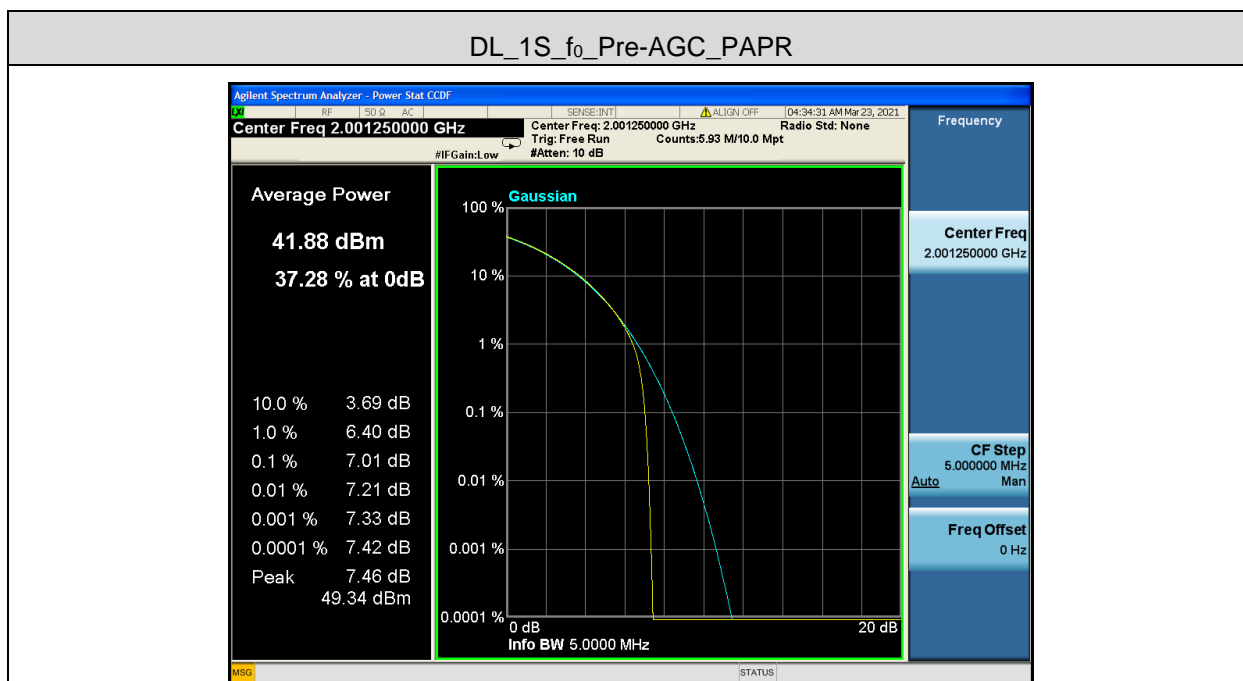 DL_1S_f0_Pre-AGC_PAPR
Agilent Spectrum Analyzer - Power Stat CCDF
LXI RF 50 Ω AC SENSE:INT ALIGN OFF 04:34:31 AM Mar 23, 2021
Center Freq 2.001250000 GHz
#IFGain:Low
Center Freq: 2.001250000 GHz Radio Std: None
Trig: Free Run Counts:5.93 M/10.0 Mpt
#Atten: 10 dB
Average Power
41.88 dBm
37.28 % at 0dB
10.0 % 3.69 dB
1.0 % 6.40 dB
0.1 % 7.01 dB
0.01 % 7.21 dB
0.001 % 7.33 dB
0.0001 % 7.42 dB
Peak 7.46 dB
49.34 dBm
Gaussian
100 %
10 %
1 %
0.1 %
0.01 %
0.001 %
0.0001 %
0 dB 20 dB
Info BW 5.0000 MHz
Frequency
Center Freq
2.001250000 GHz
CF Step
5.000000 MHz
Auto Man
Freq Offset
0 Hz
MSG STATUS